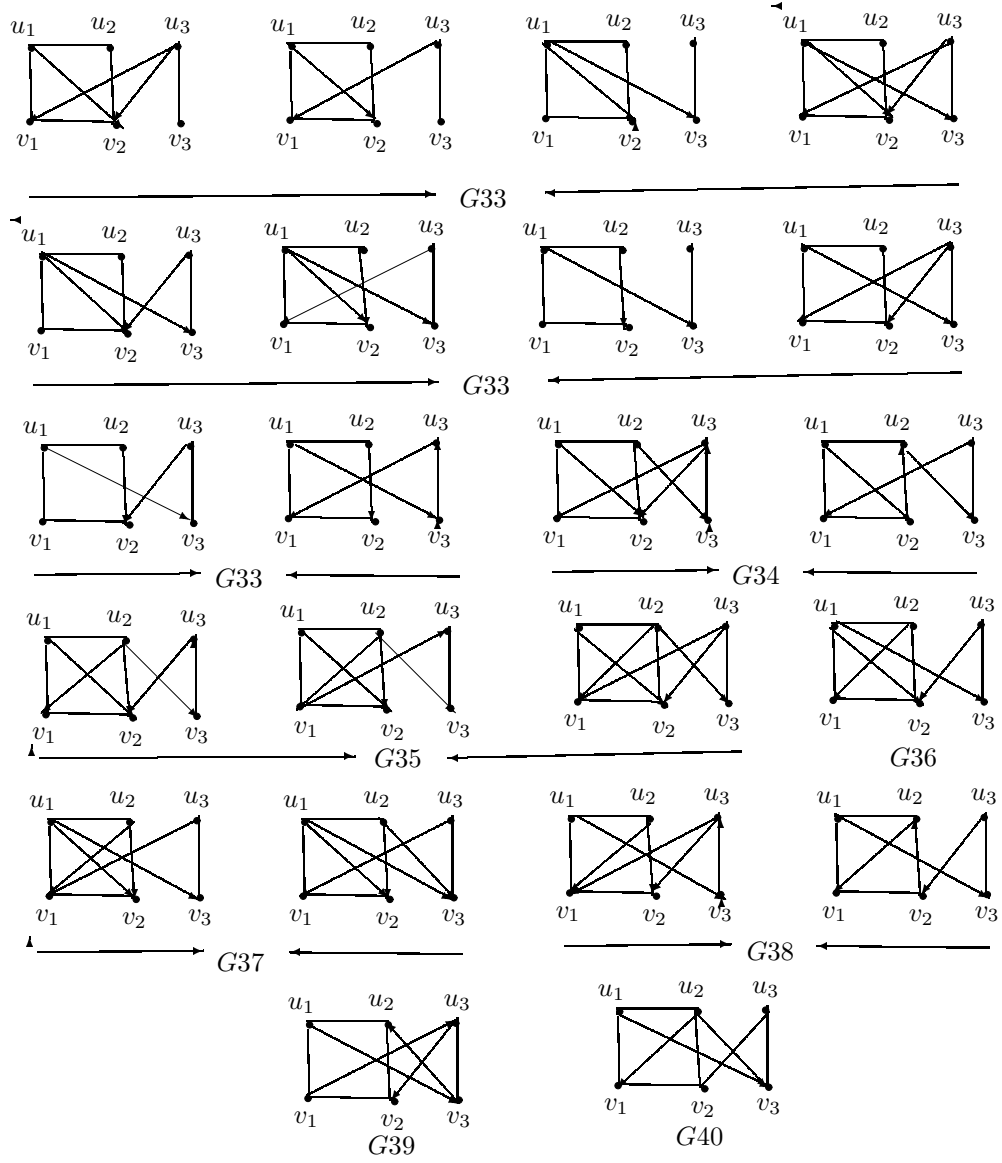 u1 u2 u3 u1 u2 u3 u1 u2 u3 u1 u2 u3
v1 v2 v3 v1 v2 v3 v1 v2 v3 v1 v2 v3
G33
u1 u2 u3 u1 u2 u3 u1 u2 u3 u1 u2 u3
v1 v2 v3 v1 v2 v3 v1 v2 v3 v1 v2 v3
G33
u1 u2 u3 u1 u2 u3 u1 u2 u3 u1 u2 u3
v1 v2 v3 v1 v2 v3 v1 v2 v3 v1 v2 v3
G33 G34
u1 u2 u3 u1 u2 u3 u1 u2 u3 u1 u2 u3
v1 v2 v3 v1 v2 v3 v1 v2 v3 v1 v2 v3
G35 G36
u1 u2 u3 u1 u2 u3 u1 u2 u3 u1 u2 u3
v1 v2 v3 v1 v2 v3 v1 v2 v3 v1 v2 v3
G37 G38
u1 u2 u3 u1 u2 u3
v1 v2 v3 v1 v2 v3
G39 G40